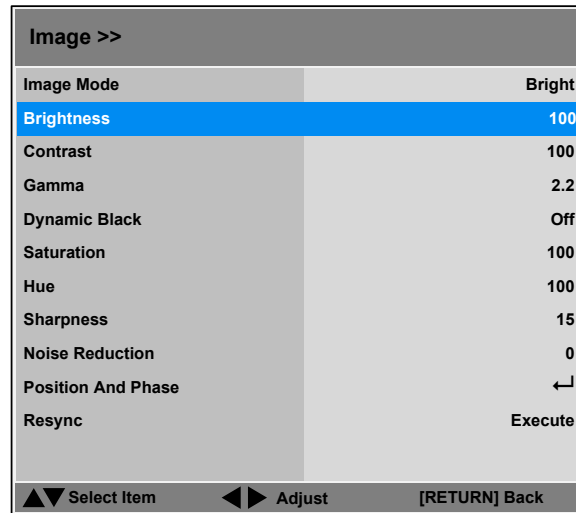 Image >>
Image Mode Bright
Brightness 100
Contrast 100
Gamma 2.2
Dynamic Black Off
Saturation 100
Hue 100
Sharpness 15
Noise Reduction 0
Position And Phase
Resync Execute
Select Item Adjust [RETURN] Back